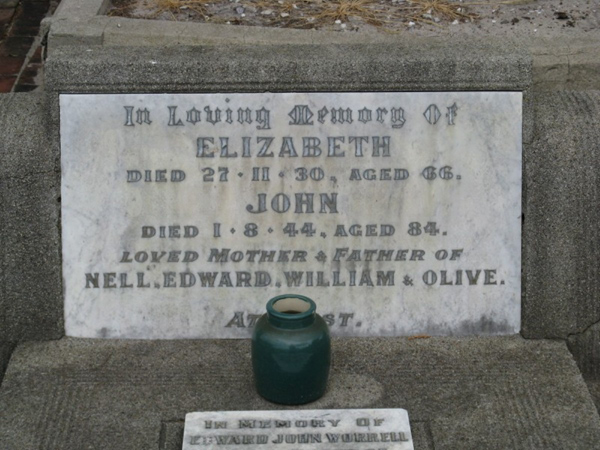 In Loving Memory Of
ELIZABETH
DIED 27·11·30, AGED 66.
JOHN
DIED 1·8·44, AGED 84.
LOVED MOTHER & FATHER OF
NELL, EDWARD, WILLIAM & OLIVE.
IN MEMORY OF
EDWARD JOHN WORRELL